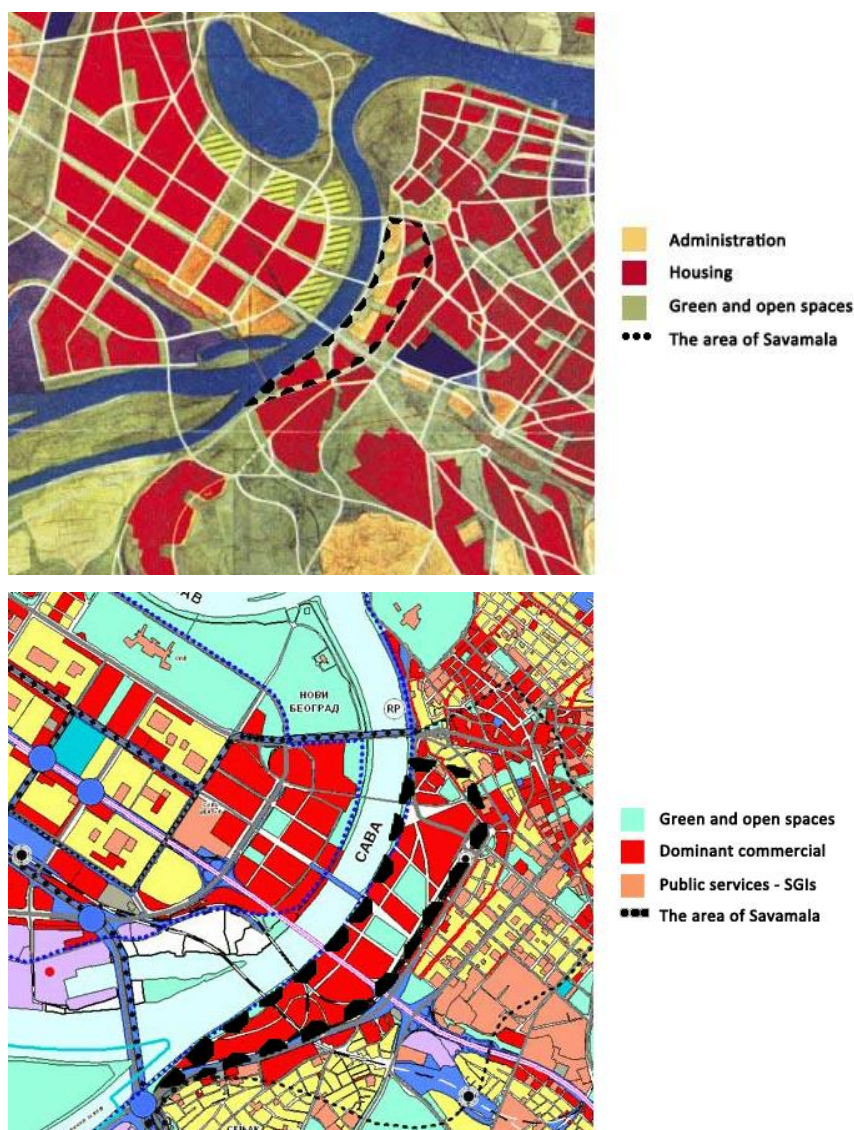 Administration
Housing
Green and open spaces
The area of Savamala
НОВИ
БЕОГРАД
RP
САВА
Green and open spaces
Dominant commercial
Public services - SGIs
The area of Savamala